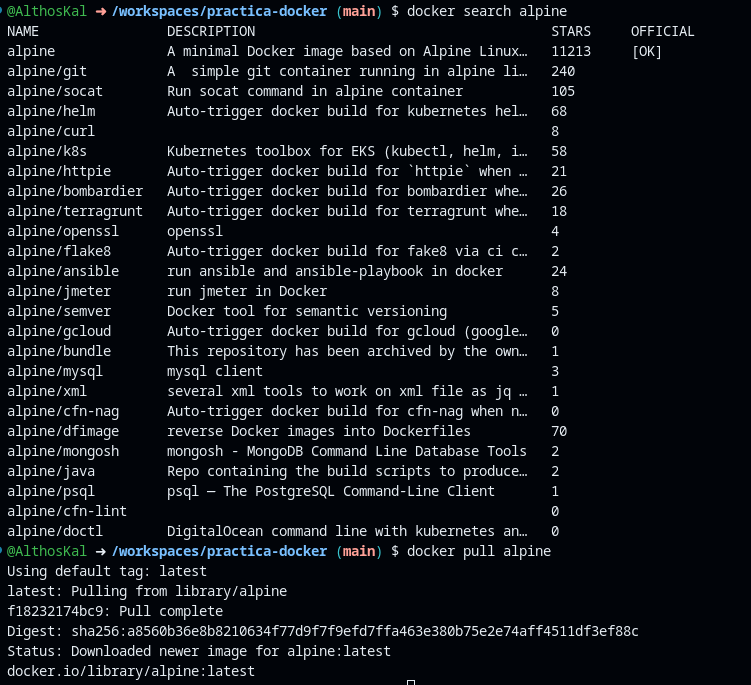 @AlthosKal ➜ /workspaces/practica-docker (main) $ docker search alpine
NAME                DESCRIPTION                                     STARS     OFFICIAL
alpine              A minimal Docker image based on Alpine Linux…   11213     [OK]
alpine/git          A  simple git container running in alpine li…   240
alpine/socat        Run socat command in alpine container           105
alpine/helm         Auto-trigger docker build for kubernetes hel…   68
alpine/curl                                                         8
alpine/k8s          Kubernetes toolbox for EKS (kubectl, helm, i…   58
alpine/httpie       Auto-trigger docker build for `httpie` when …   21
alpine/bombardier   Auto-trigger docker build for bombardier whe…   26
alpine/terragrunt   Auto-trigger docker build for terragrunt whe…   18
alpine/openssl      openssl                                         4
alpine/flake8       Auto-trigger docker build for fake8 via ci c…   2
alpine/ansible      run ansible and ansible-playbook in docker      24
alpine/jmeter       run jmeter in Docker                            8
alpine/semver       Docker tool for semantic versioning             5
alpine/gcloud       Auto-trigger docker build for gcloud (google…   0
alpine/bundle       This repository has been archived by the own…   1
alpine/mysql        mysql client                                    3
alpine/xml          several xml tools to work on xml file as jq …   1
alpine/cfn-nag      Auto-trigger docker build for cfn-nag when n…   0
alpine/dfimage      reverse Docker images into Dockerfiles          70
alpine/mongosh      mongosh - MongoDB Command Line Database Tools   2
alpine/java         Repo containing the build scripts to produce…   2
alpine/psql         psql — The PostgreSQL Command-Line Client       1
alpine/cfn-lint                                                     0
alpine/doctl        DigitalOcean command line with kubernetes an…   0
@AlthosKal ➜ /workspaces/practica-docker (main) $ docker pull alpine
Using default tag: latest
latest: Pulling from library/alpine
f18232174bc9: Pull complete
Digest: sha256:a8560b36e8b8210634f77d9f7f9efd7ffa463e380b75e2e74aff4511df3ef88c
Status: Downloaded newer image for alpine:latest
docker.io/library/alpine:latest